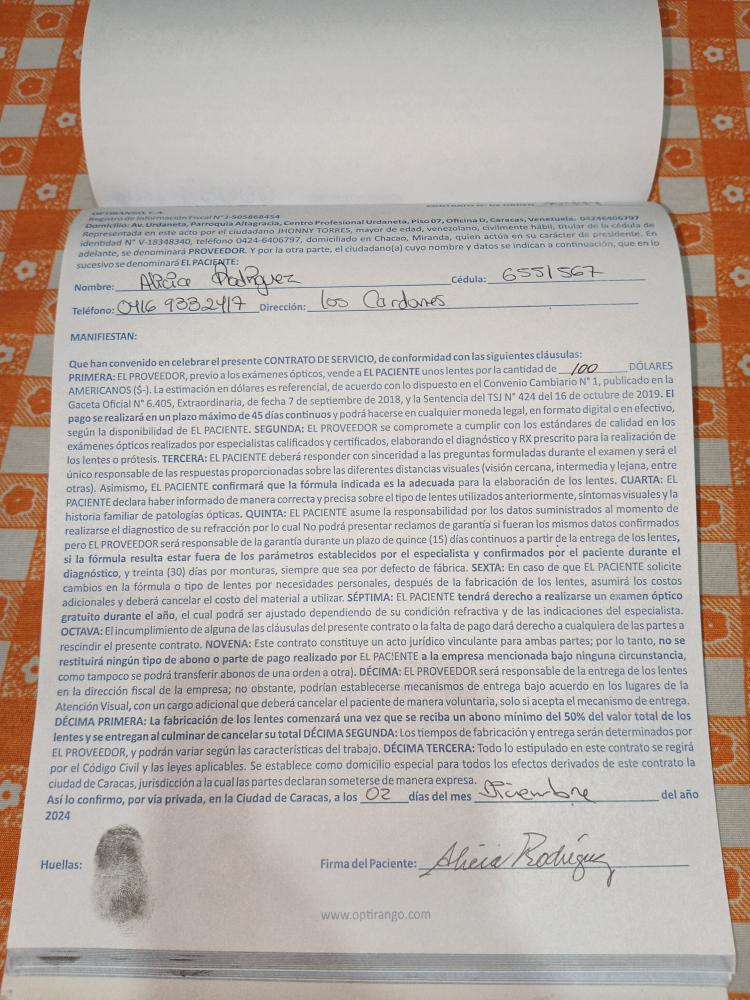 OPTIRANGO, C.A.
Registro de Información Fiscal N° J-505868454
Domicilio: Av. Urdaneta, Parroquia Altagracia, Centro Profesional Urdaneta, Piso 07, Oficina D, Caracas, Venezuela. 04246406797
Representada en este acto por el ciudadano JHONNY TORRES, mayor de edad, venezolano, civilmente hábil, titular de la cédula de
identidad N° V-18348340, teléfono 0424-6406797, domiciliado en Chacao, Miranda, quien actúa en su carácter de presidente. En
adelante, se denominará PROVEEDOR. Y por la otra parte, el ciudadano(a) cuyo nombre y datos se indican a continuación, que en lo
sucesivo se denominará EL PACIENTE:
Nombre: Alicia Rodríguez Cédula: 6551567
Teléfono: 0416 9332417 Dirección: los Cardones
MANIFIESTAN:
Que han convenido en celebrar el presente CONTRATO DE SERVICIO, de conformidad con las siguientes cláusulas:
PRIMERA: EL PROVEEDOR, previo a los exámenes ópticos, vende a EL PACIENTE unos lentes por la cantidad de 100 DÓLARES
AMERICANOS ($-). La estimación en dólares es referencial, de acuerdo con lo dispuesto en el Convenio Cambiario N° 1, publicado en la
Gaceta Oficial N° 6.405, Extraordinaria, de fecha 7 de septiembre de 2018, y la Sentencia del TSJ N° 424 del 16 de octubre de 2019. El
pago se realizará en un plazo máximo de 45 días continuos y podrá hacerse en cualquier moneda legal, en formato digital o en efectivo,
según la disponibilidad de EL PACIENTE. SEGUNDA: EL PROVEEDOR se compromete a cumplir con los estándares de calidad en los
exámenes ópticos realizados por especialistas calificados y certificados, elaborando el diagnóstico y RX prescrito para la realización de
los lentes o prótesis. TERCERA: EL PACIENTE deberá responder con sinceridad a las preguntas formuladas durante el examen y será el
único responsable de las respuestas proporcionadas sobre las diferentes distancias visuales (visión cercana, intermedia y lejana, entre
otras). Asimismo, EL PACIENTE confirmará que la fórmula indicada es la adecuada para la elaboración de los lentes. CUARTA: EL
PACIENTE declara haber informado de manera correcta y precisa sobre el tipo de lentes utilizados anteriormente, síntomas visuales y la
historia familiar de patologías ópticas. QUINTA: EL PACIENTE asume la responsabilidad por los datos suministrados al momento de
realizarse el diagnostico de su refracción por lo cual No podrá presentar reclamos de garantía si fueran los mismos datos confirmados
pero EL PROVEEDOR será responsable de la garantía durante un plazo de quince (15) días continuos a partir de la entrega de los lentes,
si la fórmula resulta estar fuera de los parámetros establecidos por el especialista y confirmados por el paciente durante el
diagnóstico, y treinta (30) días por monturas, siempre que sea por defecto de fábrica. SEXTA: En caso de que EL PACIENTE solicite
cambios en la fórmula o tipo de lentes por necesidades personales, después de la fabricación de los lentes, asumirá los costos
adicionales y deberá cancelar el costo del material a utilizar. SÉPTIMA: EL PACIENTE tendrá derecho a realizarse un examen óptico
gratuito durante el año, el cual podrá ser ajustado dependiendo de su condición refractiva y de las indicaciones del especialista.
OCTAVA: El incumplimiento de alguna de las cláusulas del presente contrato o la falta de pago dará derecho a cualquiera de las partes a
rescindir el presente contrato. NOVENA: Este contrato constituye un acto jurídico vinculante para ambas partes; por lo tanto, no se
restituirá ningún tipo de abono o parte de pago realizado por EL PACIENTE a la empresa mencionada bajo ninguna circunstancia,
como tampoco se podrá transferir abonos de una orden a otra). DÉCIMA: EL PROVEEDOR será responsable de la entrega de los lentes
en la dirección fiscal de la empresa; no obstante, podrían establecerse mecanismos de entrega bajo acuerdo en los lugares de la
Atención Visual, con un cargo adicional que deberá cancelar el paciente de manera voluntaria, solo si acepta el mecanismo de entrega.
DÉCIMA PRIMERA: La fabricación de los lentes comenzará una vez que se reciba un abono mínimo del 50% del valor total de los
lentes y se entregan al culminar de cancelar su total DÉCIMA SEGUNDA: Los tiempos de fabricación y entrega serán determinados por
EL PROVEEDOR, y podrán variar según las características del trabajo. DÉCIMA TERCERA: Todo lo estipulado en este contrato se regirá
por el Código Civil y las leyes aplicables. Se establece como domicilio especial para todos los efectos derivados de este contrato la
ciudad de Caracas, jurisdicción a la cual las partes declaran someterse de manera expresa.
Así lo confirmo, por vía privada, en la Ciudad de Caracas, a los 02 días del mes Diciembre del año
2024
Huellas: Firma del Paciente: Alicia Rodríguez
www.optirango.com